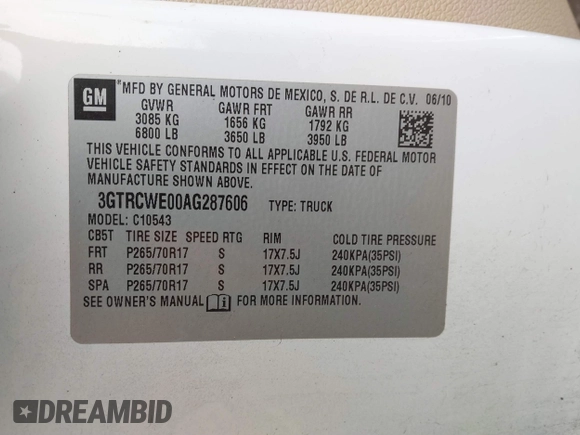 GM
*MFD BY GENERAL MOTORS DE MEXICO, S. DE R.L. DE C.V. 06/10
GVWR GAWR FRT GAWR RR
3085 KG 1656 KG 1792 KG
6800 LB 3650 LB 3950 LB
THIS VEHICLE CONFORMS TO ALL APPLICABLE U.S. FEDERAL MOTOR
VEHICLE SAFETY STANDARDS IN EFFECT ON THE DATE OF
MANUFACTURE SHOWN ABOVE.
3GTRCWE00AG287606 TYPE: TRUCK
MODEL: C10543
CB5T TIRE SIZE SPEED RTG RIM COLD TIRE PRESSURE
FRT P265/70R17 S 17X7.5J 240KPA(35PSI)
RR P265/70R17 S 17X7.5J 240KPA(35PSI)
SPA P265/70R17 S 17X7.5J 240KPA(35PSI)
SEE OWNER'S MANUAL FOR MORE INFORMATION.
DREAMBID